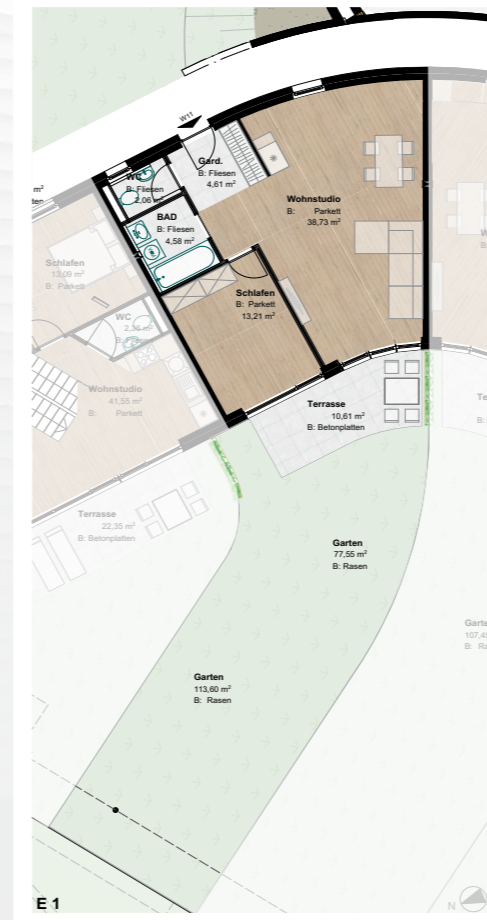 W11
WC
B: Fliesen
2,06 m²
Gard.
B: Fliesen
4,61 m²
BAD
B: Fliesen
4,58 m²
Wohnstudio
B: Parkett
38,73 m²
m²
Schlafen
13,09 m²
B: Parkett
Schlafen
B: Parkett
13,21 m²
WC
Wohnstudio
41,55 m²
B: Parkett
Terrasse
10,61 m²
B: Betonplatten
Terrasse
22,35 m²
B: Betonplatten
Garten
77,55 m²
B: Rasen
Garten
113,60 m²
B: Rasen
E 1
N